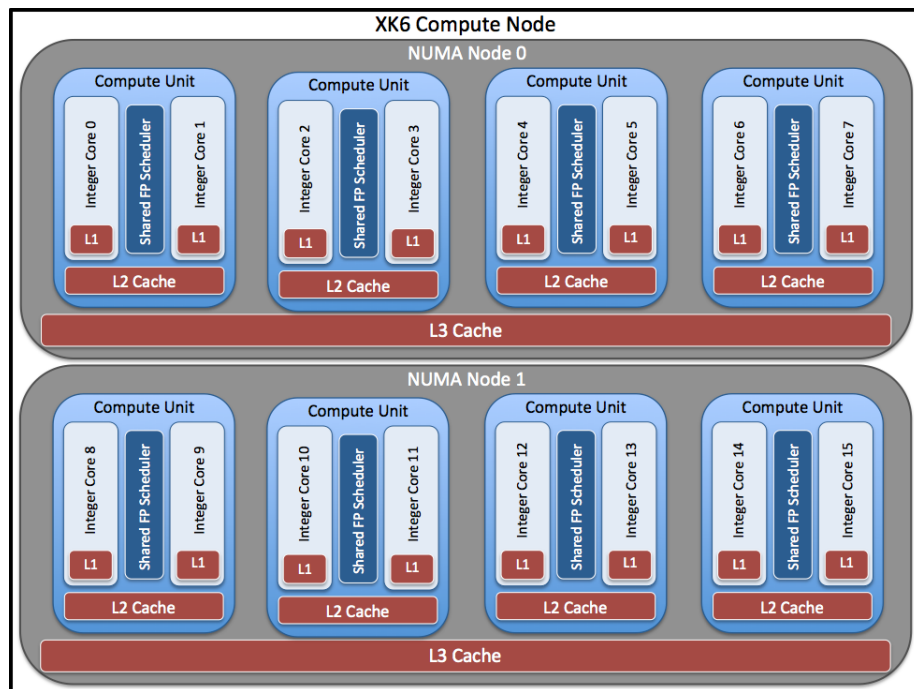 XK6 Compute Node
NUMA Node 0
Compute Unit
Integer Core 0
L1
Shared FP Scheduler
Integer Core 1
L1
L2 Cache
Compute Unit
Integer Core 2
L1
Shared FP Scheduler
Integer Core 3
L1
L2 Cache
Compute Unit
Integer Core 4
L1
Shared FP Scheduler
Integer Core 5
L1
L2 Cache
Compute Unit
Integer Core 6
L1
Shared FP Scheduler
Integer Core 7
L1
L2 Cache
L3 Cache
NUMA Node 1
Compute Unit
Integer Core 8
L1
Shared FP Scheduler
Integer Core 9
L1
L2 Cache
Compute Unit
Integer Core 10
L1
Shared FP Scheduler
Integer Core 11
L1
L2 Cache
Compute Unit
Integer Core 12
L1
Shared FP Scheduler
Integer Core 13
L1
L2 Cache
Compute Unit
Integer Core 14
L1
Shared FP Scheduler
Integer Core 15
L1
L2 Cache
L3 Cache